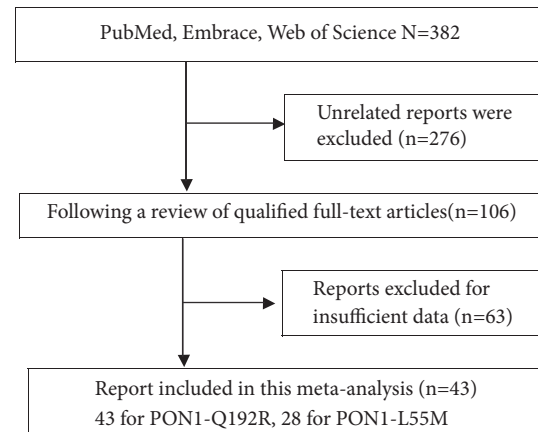 PubMed, Embrace, Web of Science N=382
Unrelated reports were
excluded (n=276)
Following a review of qualified full-text articles(n=106)
Reports excluded for
insufficient data (n=63)
Report included in this meta-analysis (n=43)
43 for PON1-Q192R, 28 for PON1-L55M